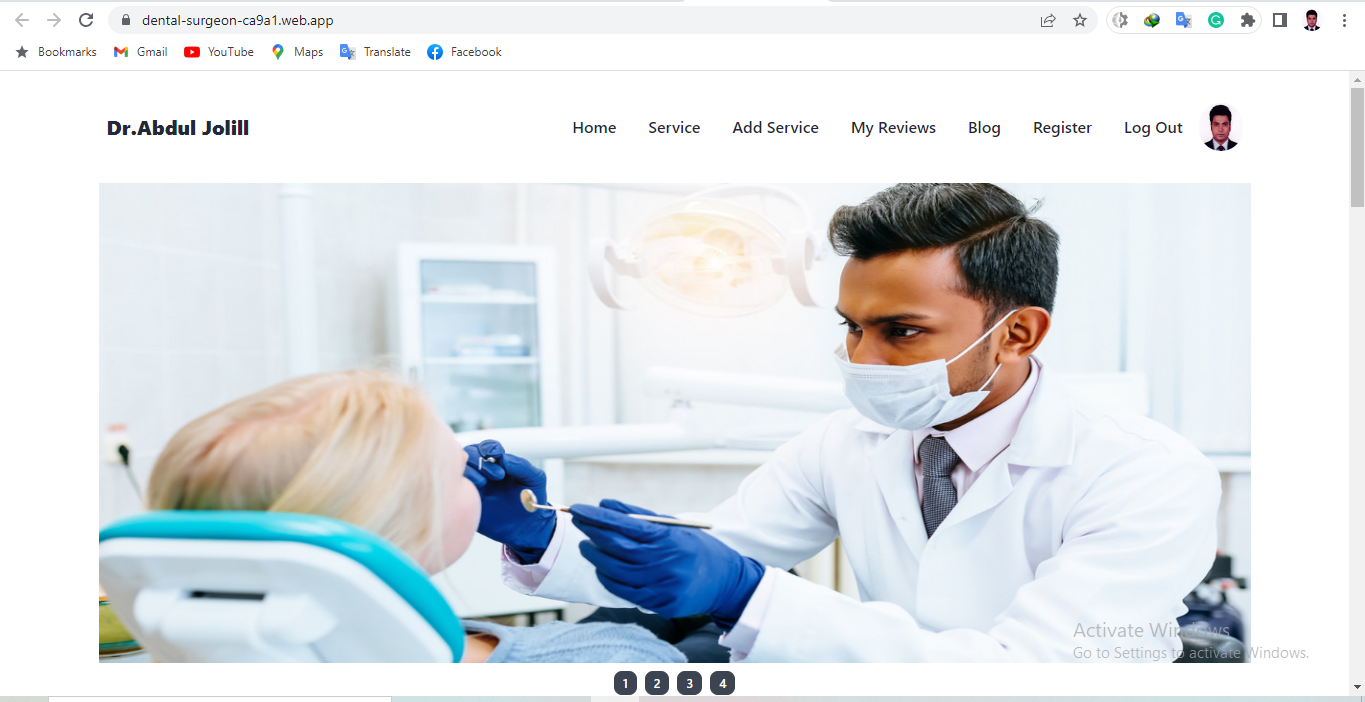 dental-surgeon-ca9a1.web.app
Bookmarks Gmail YouTube Maps Translate Facebook
Dr.Abdul Jolill
Home Service Add Service My Reviews Blog Register Log Out
Activate Windows
Go to Settings to activate Windows.
1 2 3 4